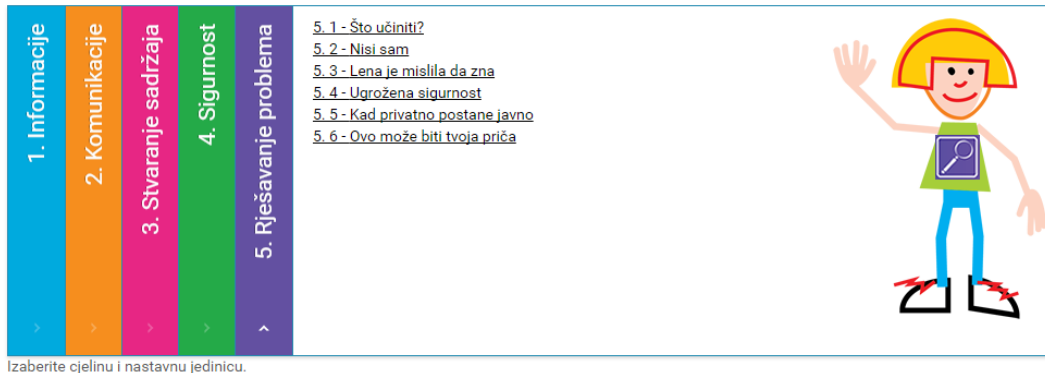 1. Informacije
2. Komunikacije
3. Stvaranje sadržaja
4. Sigurnost
5. Rješavanje problema
5. 1 - Što učiniti?
5. 2 - Nisi sam
5. 3 - Lena je mislila da zna
5. 4 - Ugrožena sigurnost
5. 5 - Kad privatno postane javno
5. 6 - Ovo može biti tvoja priča
Izaberite cjelinu i nastavnu jedinicu.